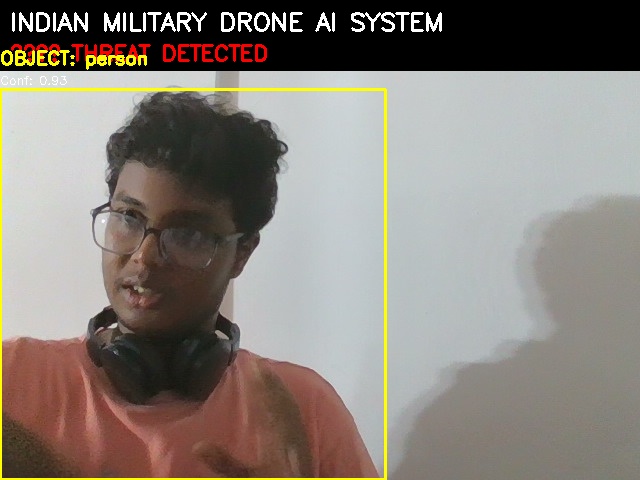 INDIAN MILITARY DRONE AI SYSTEM
THREAT DETECTED
OBJECT: person
Conf: 0.93